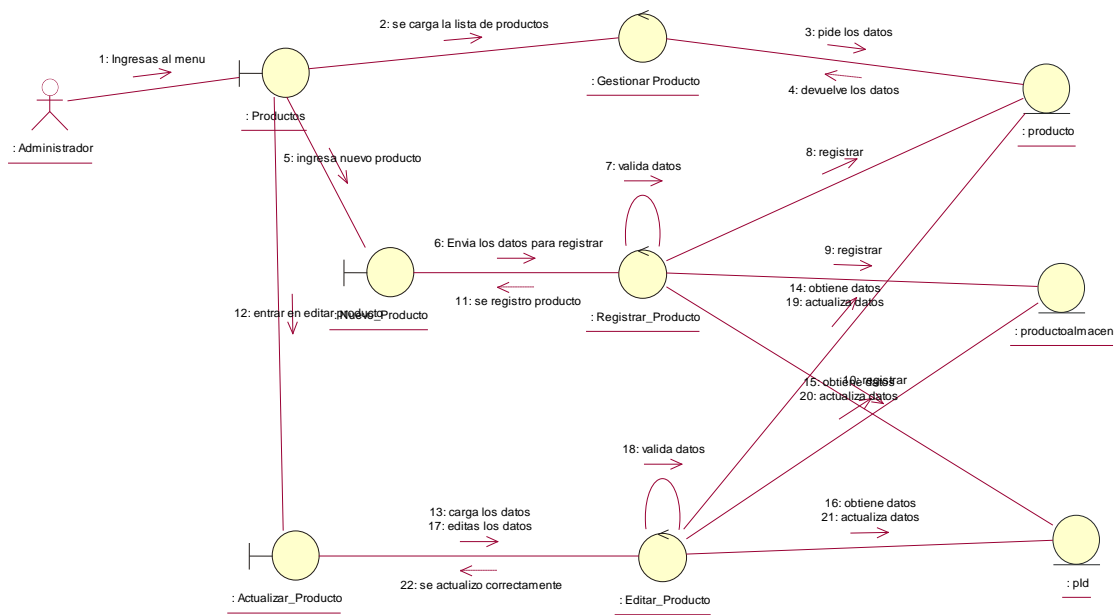 2: se carga la lista de productos
3: pide los datos
1: Ingresas al menu
: Gestionar Producto
4: devuelve los datos
: Productos
: producto
: Administrador
5: ingresa nuevo producto
8: registrar
7: valida datos
6: Envia los datos para registrar
9: registrar
14: obtiene datos
19: actualiza datos
11: se registro producto
12: entrar en editar producto
: Nuevo_Producto
: Registrar_Producto
: productoalmacen
15: obtiene datos
10: registrar
20: actualiza datos
18: valida datos
13: carga los datos
17: editas los datos
16: obtiene datos
21: actualiza datos
22: se actualizo correctamente
: Actualizar_Producto
: Editar_Producto
: pId